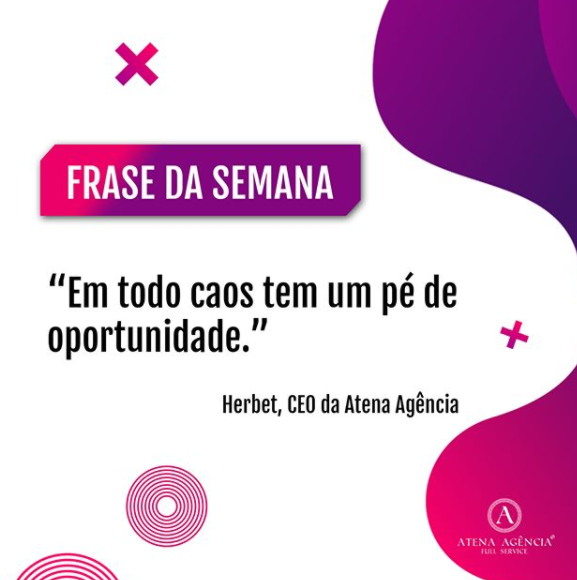 FRASE DA SEMANA
“Em todo caos tem um pé de
oportunidade.”
Herbet, CEO da Atena Agência
A
ATENA AGÊNCIA®
FULL SERVICE